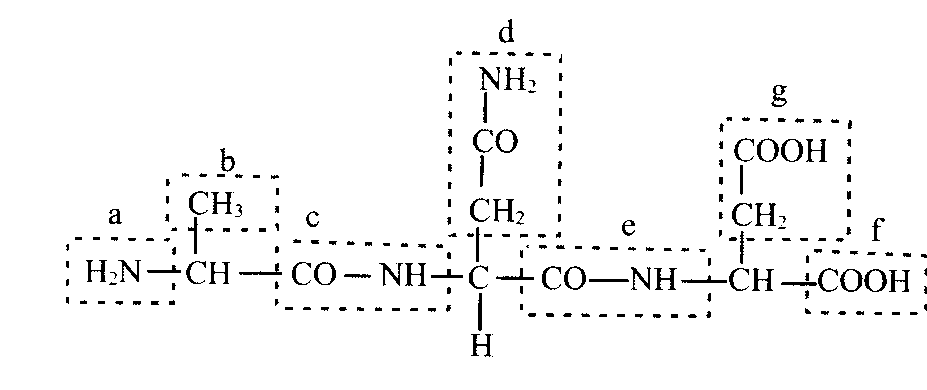 d
NH₂
g
CO
COOH
b
CH₃
CH₂
CH₂
a
c
e
f
H₂N—CH—CO—NH—C—CO—NH—CH—COOH
H